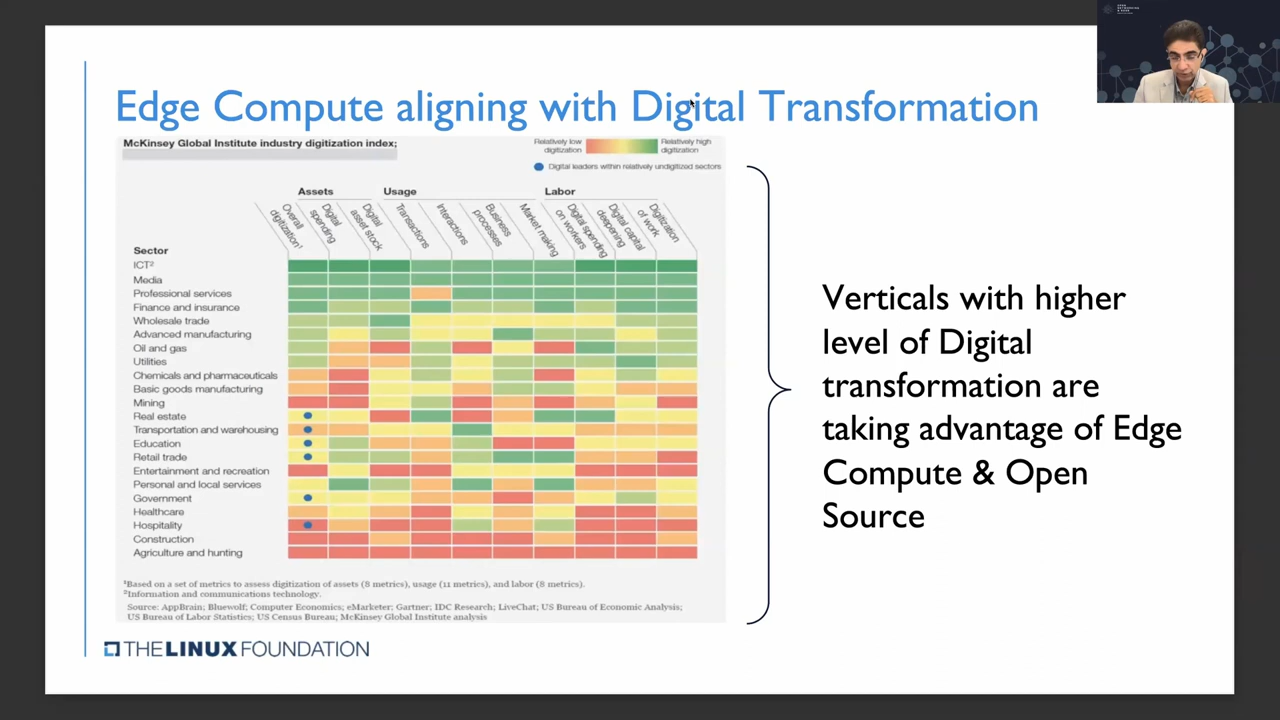 Edge Compute aligning with Digital Transformation
McKinsey Global Institute industry digitization index;
Relatively low digitization
Relatively high digitization
Digital leaders within relatively undigitized sectors
Assets
Usage
Labor
Overall digitization¹
Digital spending
Digital asset stock
Transactions
Interactions
Business processes
Market making
Digital spending on workers
Digital capital deepening
Digitization of work
Sector
ICT²
Media
Professional services
Finance and insurance
Wholesale trade
Advanced manufacturing
Oil and gas
Utilities
Chemicals and pharmaceuticals
Basic goods manufacturing
Mining
Real estate
Transportation and warehousing
Education
Retail trade
Entertainment and recreation
Personal and local services
Government
Healthcare
Hospitality
Construction
Agriculture and hunting
¹Based on a set of metrics to assess digitization of assets (8 metrics), usage (11 metrics), and labor (8 metrics).
²Information and communications technology.
Source: AppBrain; Bluewolf; Computer Economics; eMarketer; Gartner; IDC Research; LiveChat; US Bureau of Economic Analysis;
US Bureau of Labor Statistics; US Census Bureau; McKinsey Global Institute analysis
Verticals with higher
level of Digital
transformation are
taking advantage of Edge
Compute & Open
Source
THE LINUX FOUNDATION